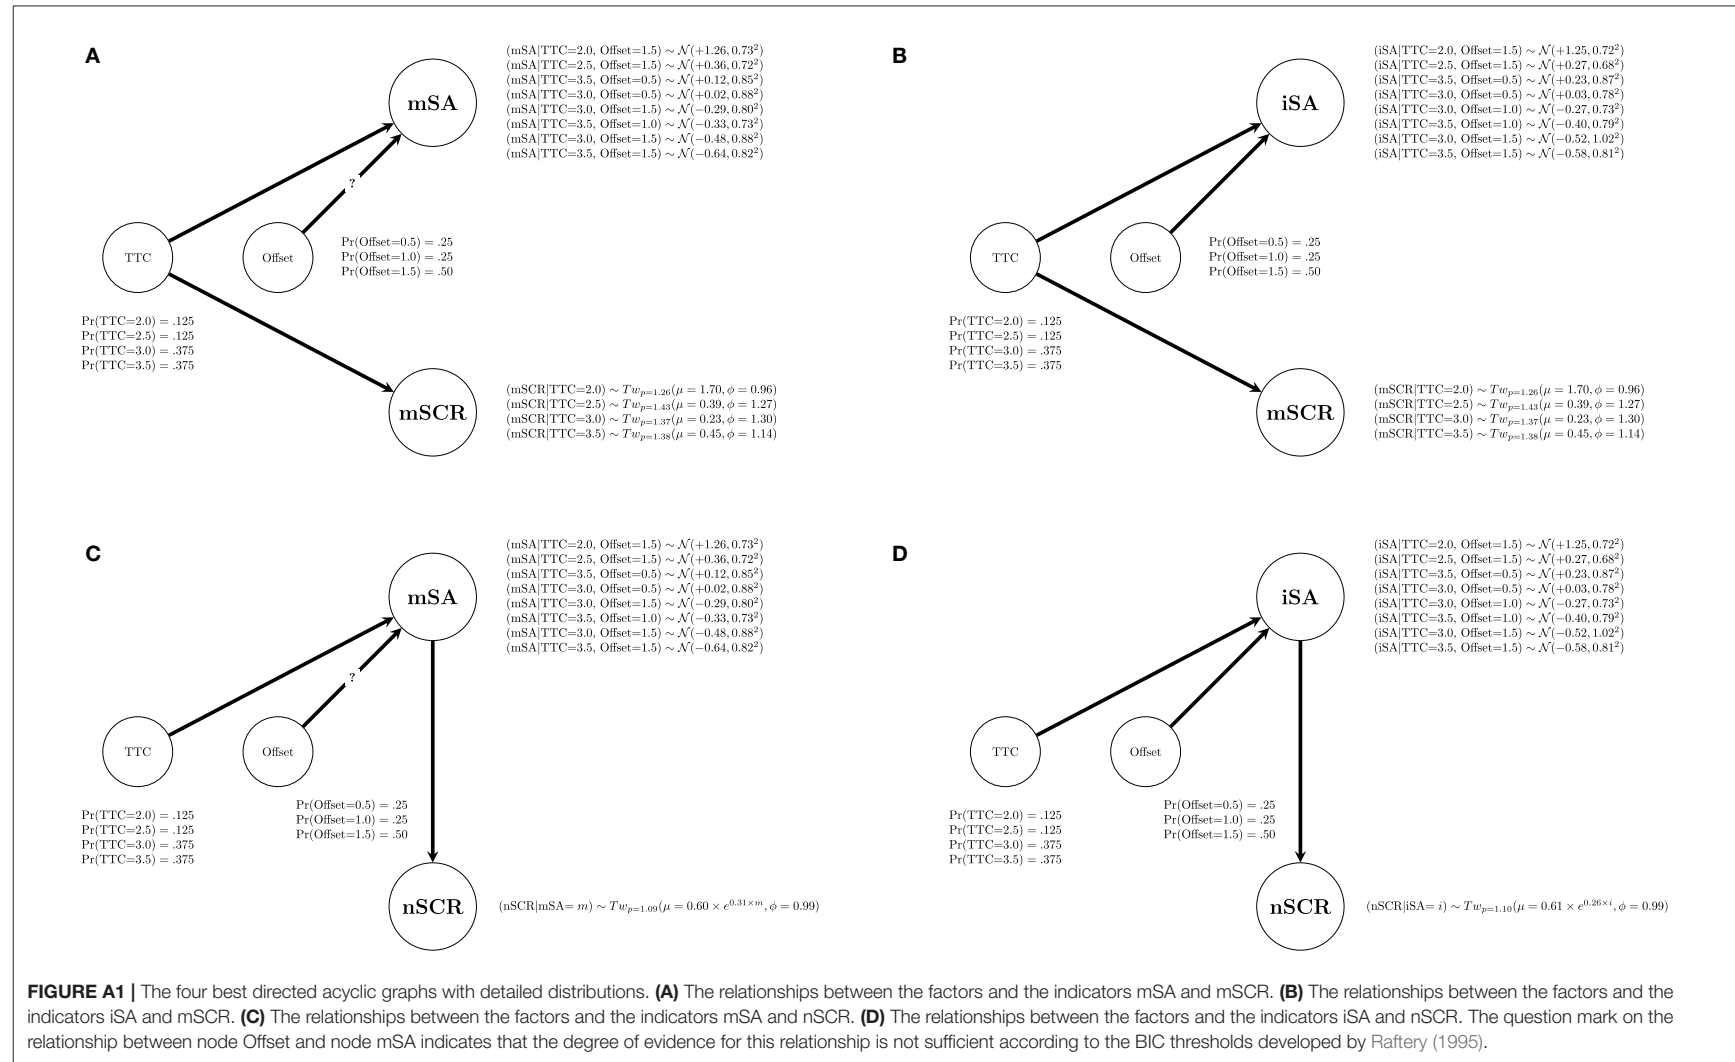 A
(mSA|TTC=2.0, Offset=1.5) ∼ 𝒩(+1.26, 0.73²)
(mSA|TTC=2.5, Offset=1.5) ∼ 𝒩(+0.36, 0.72²)
(mSA|TTC=3.5, Offset=0.5) ∼ 𝒩(+0.12, 0.85²)
(mSA|TTC=3.0, Offset=0.5) ∼ 𝒩(+0.02, 0.88²)
(mSA|TTC=3.0, Offset=1.5) ∼ 𝒩(−0.29, 0.80²)
(mSA|TTC=3.5, Offset=1.0) ∼ 𝒩(−0.33, 0.73²)
(mSA|TTC=3.0, Offset=1.5) ∼ 𝒩(−0.48, 0.88²)
(mSA|TTC=3.5, Offset=1.5) ∼ 𝒩(−0.64, 0.82²)
mSA
?
TTC
Offset
Pr(Offset=0.5) = .25
Pr(Offset=1.0) = .25
Pr(Offset=1.5) = .50
Pr(TTC=2.0) = .125
Pr(TTC=2.5) = .125
Pr(TTC=3.0) = .375
Pr(TTC=3.5) = .375
mSCR
(mSCR|TTC=2.0) ∼ Tw_{p=1.26}(μ = 1.70, ϕ = 0.96)
(mSCR|TTC=2.5) ∼ Tw_{p=1.43}(μ = 0.39, ϕ = 1.27)
(mSCR|TTC=3.0) ∼ Tw_{p=1.37}(μ = 0.23, ϕ = 1.30)
(mSCR|TTC=3.5) ∼ Tw_{p=1.38}(μ = 0.45, ϕ = 1.14)
B
(iSA|TTC=2.0, Offset=1.5) ∼ 𝒩(+1.25, 0.72²)
(iSA|TTC=2.5, Offset=1.5) ∼ 𝒩(+0.27, 0.68²)
(iSA|TTC=3.5, Offset=0.5) ∼ 𝒩(+0.23, 0.87²)
(iSA|TTC=3.0, Offset=0.5) ∼ 𝒩(+0.03, 0.78²)
(iSA|TTC=3.0, Offset=1.0) ∼ 𝒩(−0.27, 0.73²)
(iSA|TTC=3.5, Offset=1.0) ∼ 𝒩(−0.40, 0.79²)
(iSA|TTC=3.0, Offset=1.5) ∼ 𝒩(−0.52, 1.02²)
(iSA|TTC=3.5, Offset=1.5) ∼ 𝒩(−0.58, 0.81²)
iSA
TTC
Offset
Pr(Offset=0.5) = .25
Pr(Offset=1.0) = .25
Pr(Offset=1.5) = .50
Pr(TTC=2.0) = .125
Pr(TTC=2.5) = .125
Pr(TTC=3.0) = .375
Pr(TTC=3.5) = .375
mSCR
(mSCR|TTC=2.0) ∼ Tw_{p=1.26}(μ = 1.70, ϕ = 0.96)
(mSCR|TTC=2.5) ∼ Tw_{p=1.43}(μ = 0.39, ϕ = 1.27)
(mSCR|TTC=3.0) ∼ Tw_{p=1.37}(μ = 0.23, ϕ = 1.30)
(mSCR|TTC=3.5) ∼ Tw_{p=1.38}(μ = 0.45, ϕ = 1.14)
C
(mSA|TTC=2.0, Offset=1.5) ∼ 𝒩(+1.26, 0.73²)
(mSA|TTC=2.5, Offset=1.5) ∼ 𝒩(+0.36, 0.72²)
(mSA|TTC=3.5, Offset=0.5) ∼ 𝒩(+0.12, 0.85²)
(mSA|TTC=3.0, Offset=0.5) ∼ 𝒩(+0.02, 0.88²)
(mSA|TTC=3.0, Offset=1.5) ∼ 𝒩(−0.29, 0.80²)
(mSA|TTC=3.5, Offset=1.0) ∼ 𝒩(−0.33, 0.73²)
(mSA|TTC=3.0, Offset=1.5) ∼ 𝒩(−0.48, 0.88²)
(mSA|TTC=3.5, Offset=1.5) ∼ 𝒩(−0.64, 0.82²)
mSA
?
TTC
Offset
Pr(Offset=0.5) = .25
Pr(Offset=1.0) = .25
Pr(Offset=1.5) = .50
Pr(TTC=2.0) = .125
Pr(TTC=2.5) = .125
Pr(TTC=3.0) = .375
Pr(TTC=3.5) = .375
nSCR
(nSCR|mSA= m) ∼ Tw_{p=1.09}(μ = 0.60 × e^{0.31×m}, ϕ = 0.99)
D
(iSA|TTC=2.0, Offset=1.5) ∼ 𝒩(+1.25, 0.72²)
(iSA|TTC=2.5, Offset=1.5) ∼ 𝒩(+0.27, 0.68²)
(iSA|TTC=3.5, Offset=0.5) ∼ 𝒩(+0.23, 0.87²)
(iSA|TTC=3.0, Offset=0.5) ∼ 𝒩(+0.03, 0.78²)
(iSA|TTC=3.0, Offset=1.0) ∼ 𝒩(−0.27, 0.73²)
(iSA|TTC=3.5, Offset=1.0) ∼ 𝒩(−0.40, 0.79²)
(iSA|TTC=3.0, Offset=1.5) ∼ 𝒩(−0.52, 1.02²)
(iSA|TTC=3.5, Offset=1.5) ∼ 𝒩(−0.58, 0.81²)
iSA
TTC
Offset
Pr(Offset=0.5) = .25
Pr(Offset=1.0) = .25
Pr(Offset=1.5) = .50
Pr(TTC=2.0) = .125
Pr(TTC=2.5) = .125
Pr(TTC=3.0) = .375
Pr(TTC=3.5) = .375
nSCR
(nSCR|iSA= i) ∼ Tw_{p=1.10}(μ = 0.61 × e^{0.26×i}, ϕ = 0.99)
FIGURE A1 | The four best directed acyclic graphs with detailed distributions. (A) The relationships between the factors and the indicators mSA and mSCR. (B) The relationships between the factors and the
indicators iSA and mSCR. (C) The relationships between the factors and the indicators mSA and nSCR. (D) The relationships between the factors and the indicators iSA and nSCR. The question mark on the
relationship between node Offset and node mSA indicates that the degree of evidence for this relationship is not sufficient according to the BIC thresholds developed by Raftery (1995).